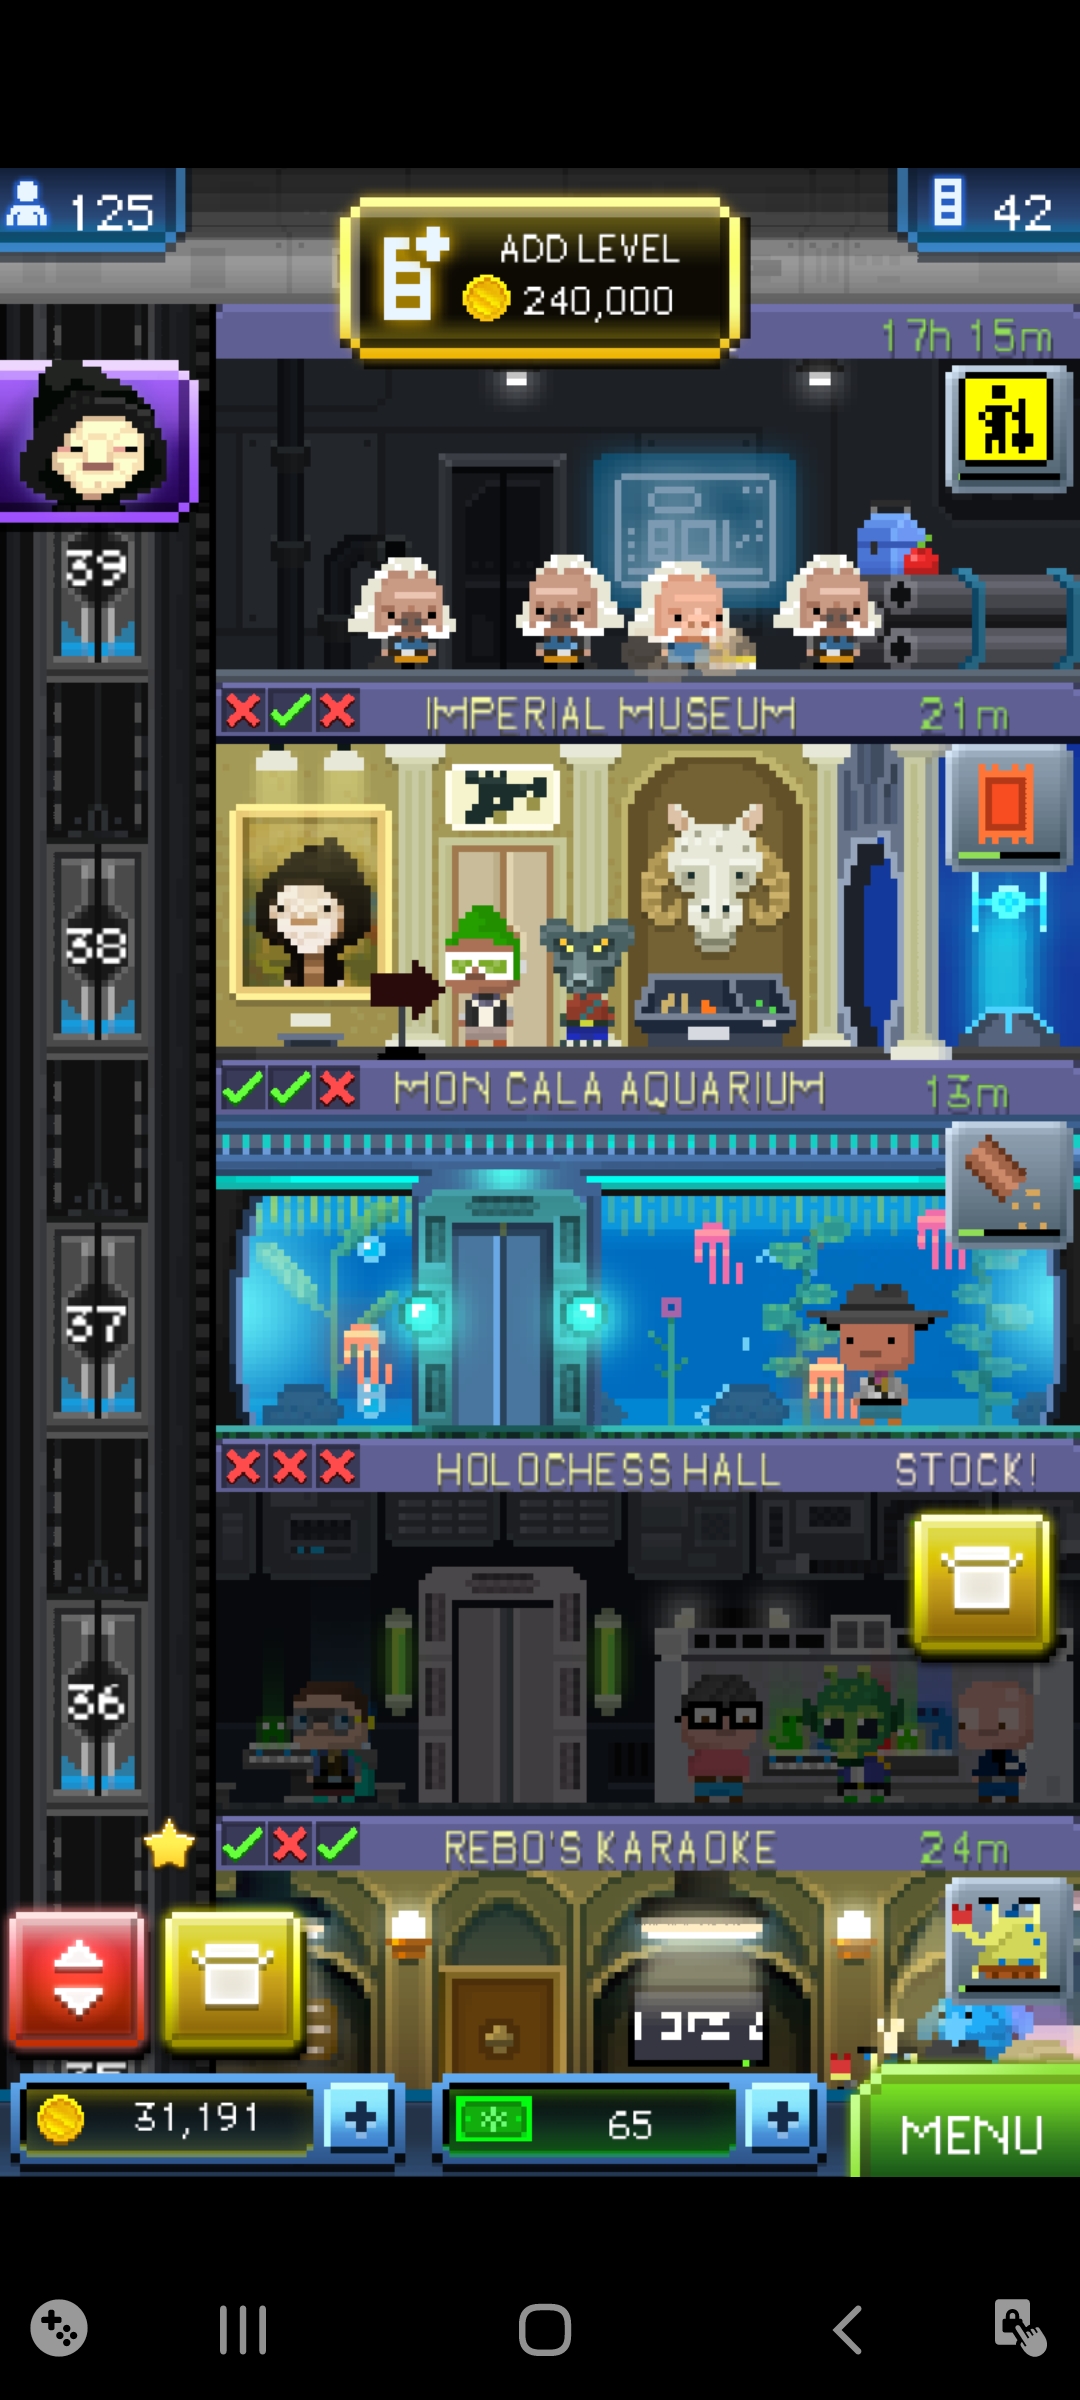 125
42
ADD LEVEL
240,000
17h 15m
39
IMPERIAL MUSEUM
21m
38
MON CALA AQUARIUM
13m
37
HOLOCHESS HALL
STOCK!
36
REBO'S KARAOKE
24m
31,191
65
MENU